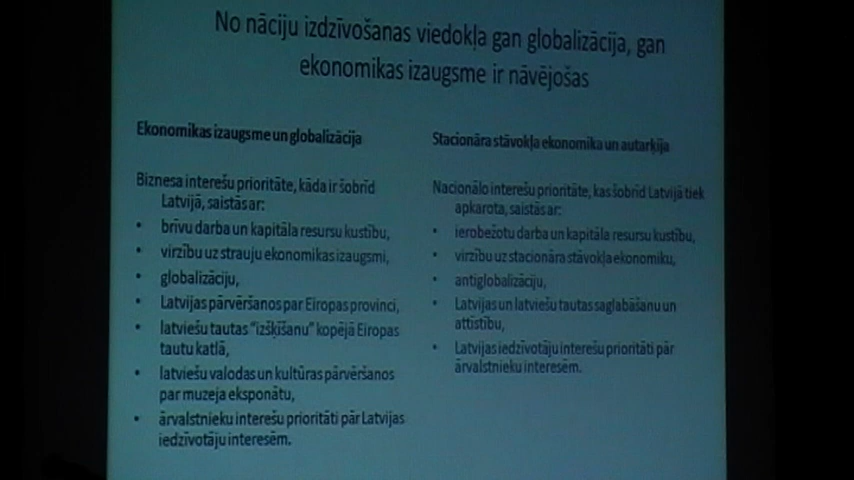 No nāciju izdzīvošanas viedokļa gan globalizācija, gan
ekonomikas izaugsme ir nāvējošas
Ekonomikas izaugsme un globalizācija
Biznesa interešu prioritāte, kāda ir šobrīd
Latvijā, saistās ar:
• brīvu darba un kapitāla resursu kustību,
• virzību uz strauju ekonomikas izaugsmi,
• globalizāciju,
• Latvijas pārvēršanos par Eiropas provinci,
• latviešu tautas "izšķīšanu" kopējā Eiropas
tautu katlā,
• latviešu valodas un kultūras pārvēršanos
par muzeja eksponātu,
• ārvalstnieku interešu prioritāti pār Latvijas
iedzīvotāju interesēm.
Stacionāra stāvokļa ekonomika un autarķija
Nacionālo interešu prioritāte, kas šobrīd Latvijā tiek
apkarota, saistās ar:
• ierobežotu darba un kapitāla resursu kustību,
• virzību uz stacionāra stāvokļa ekonomiku,
• antiglobalizāciju,
• Latvijas un latviešu tautas saglabāšanu un
attīstību,
• Latvijas iedzīvotāju interešu prioritāti pār
ārvalstnieku interesēm.